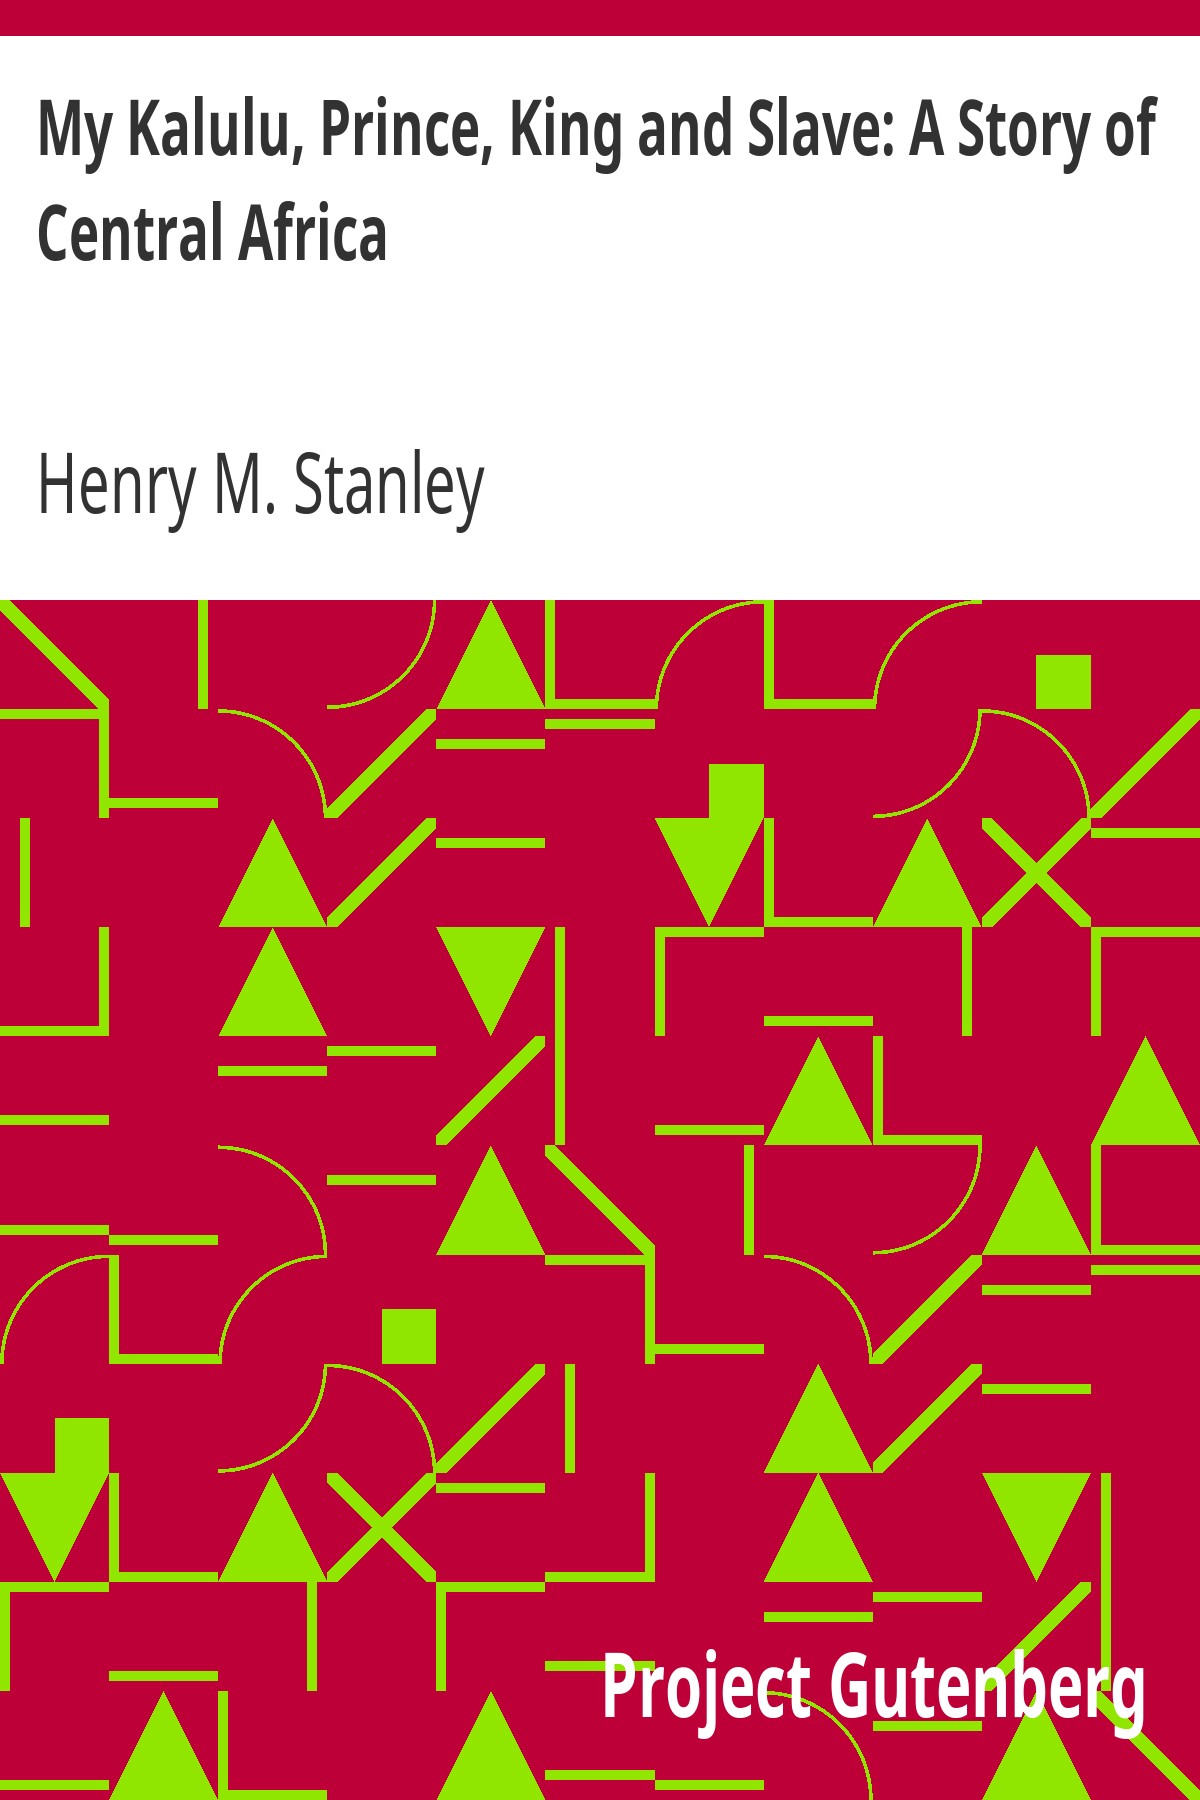 My Kalulu, Prince, King and Slave: A Story of
Central Africa
Henry M. Stanley
Project Gutenberg